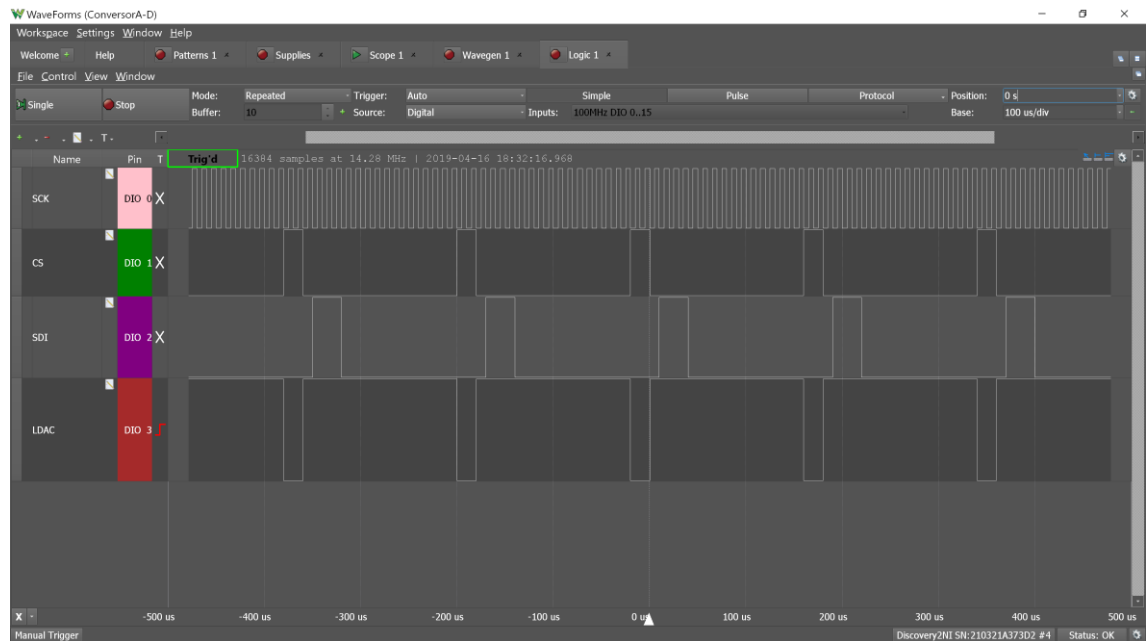 WaveForms (ConversorA-D)
Workspace Settings Window Help
Welcome + Help Patterns 1 Supplies Scope 1 Wavegen 1 Logic 1
File Control View Window
Single Stop Mode: Repeated Trigger: Auto Simple Pulse Protocol Position: 0 s
Buffer: 10 + Source: Digital Inputs: 100MHz DIO 0..15 Base: 100 us/div
+ - T
Name Pin T Trig'd 16384 samples at 14.28 MHz | 2019-04-16 18:32:16.968
SCK DIO 0 X
CS DIO 1 X
SDI DIO 2 X
LDAC DIO 3
X -500 us -400 us -300 us -200 us -100 us 0 us 100 us 200 us 300 us 400 us 500 us
Manual Trigger Discovery2NI SN:210321A373D2 #4 Status: OK